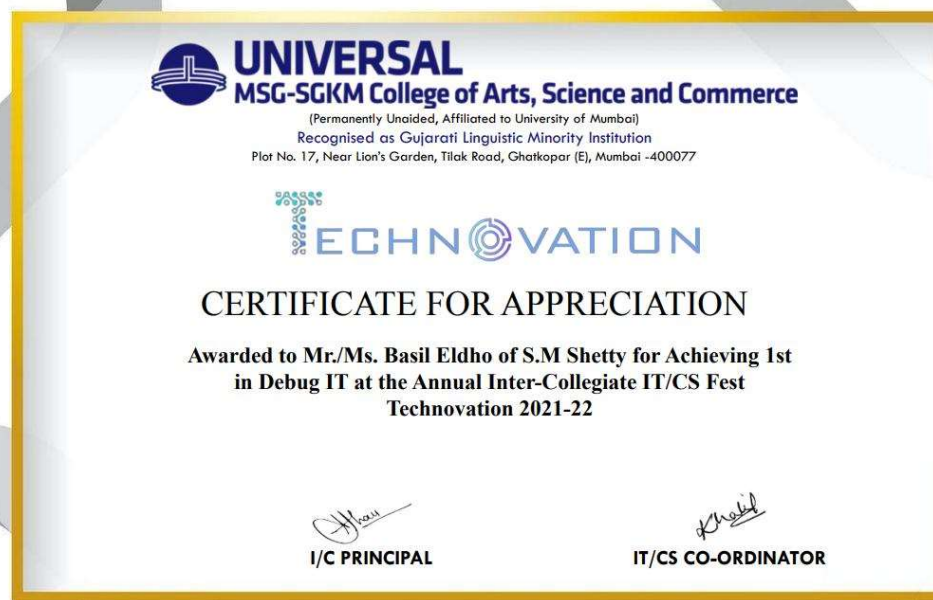 UNIVERSAL
MSG-SGKM College of Arts, Science and Commerce
(Permanently Unaided, Affiliated to University of Mumbai)
Recognised as Gujarati Linguistic Minority Institution
Plot No. 17, Near Lion's Garden, Tilak Road, Ghatkopar (E), Mumbai -400077
TECHNOVATION
CERTIFICATE FOR APPRECIATION
Awarded to Mr./Ms. Basil Eldho of S.M Shetty for Achieving 1st
in Debug IT at the Annual Inter-Collegiate IT/CS Fest
Technovation 2021-22
I/C PRINCIPAL
IT/CS CO-ORDINATOR